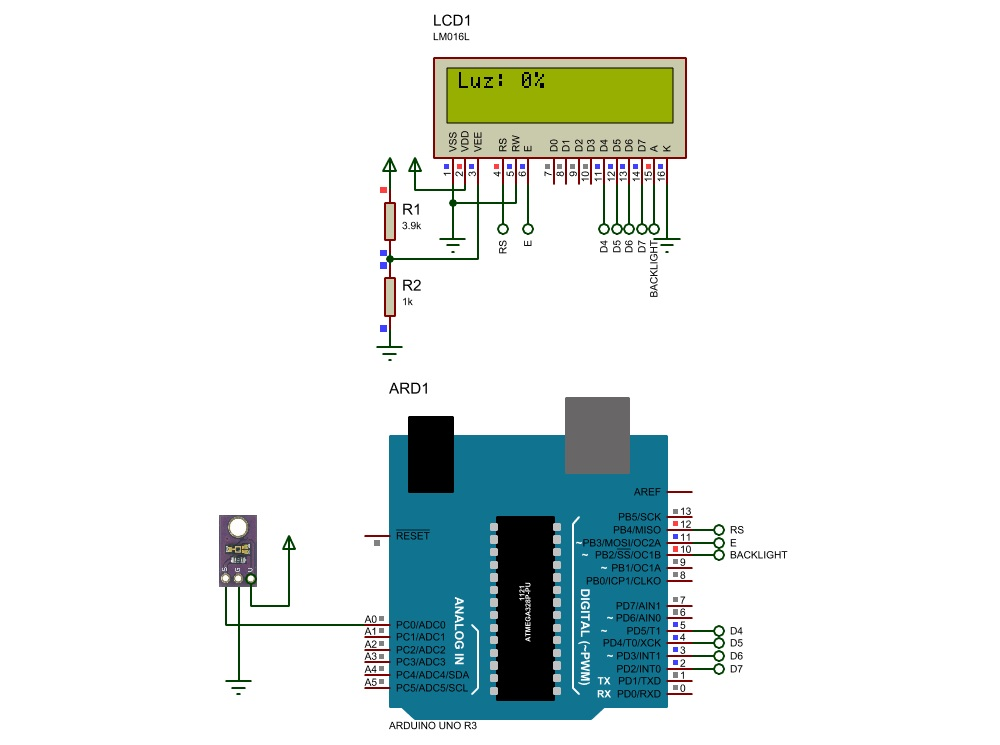 LCD1
LM016L
Luz: 0%
VSS
VDD
VEE
RS
RW
E
D0
D1
D2
D3
D4
D5
D6
D7
A
K
1
2
3
4
5
6
7
8
9
10
11
12
13
14
15
16
R1
3.9k
RS
E
D4
D5
D6
D7
BACKLIGHT
R2
1k
ARD1
AREF
RESET
PB5/SCK 13
PB4/MISO 12 RS
~PB3/MOSI/OC2A 11 E
~ PB2/SS/OC1B 10 BACKLIGHT
~ PB1/OC1A 9
PB0/ICP1/CLKO 8
S G U
ATMEGA328P-PU
1121
ANALOG IN
DIGITAL (~PWM)
PD7/AIN1 7
~ PD6/AIN0 6
~ PD5/T1 5 D4
PD4/T0/XCK 4 D5
~ PD3/INT1 3 D6
PD2/INT0 2 D7
TX PD1/TXD 1
RX PD0/RXD 0
A0 PC0/ADC0
A1 PC1/ADC1
A2 PC2/ADC2
A3 PC3/ADC3
A4 PC4/ADC4/SDA
A5 PC5/ADC5/SCL
ARDUINO UNO R3